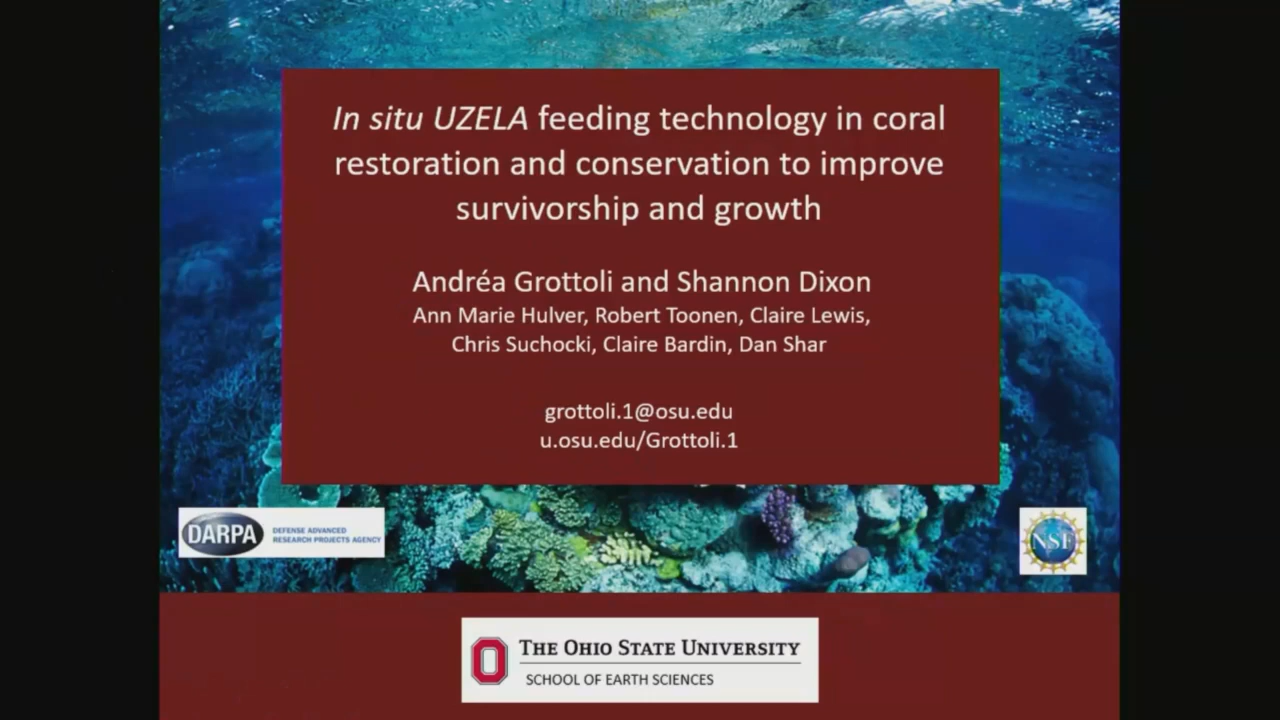 In situ UZELA feeding technology in coral
restoration and conservation to improve
survivorship and growth
Andréa Grottoli and Shannon Dixon
Ann Marie Hulver, Robert Toonen, Claire Lewis,
Chris Suchocki, Claire Bardin, Dan Shar
grottoli.1@osu.edu
u.osu.edu/Grottoli.1
DARPA
DEFENSE ADVANCED
RESEARCH PROJECTS AGENCY
NSF
THE OHIO STATE UNIVERSITY
SCHOOL OF EARTH SCIENCES